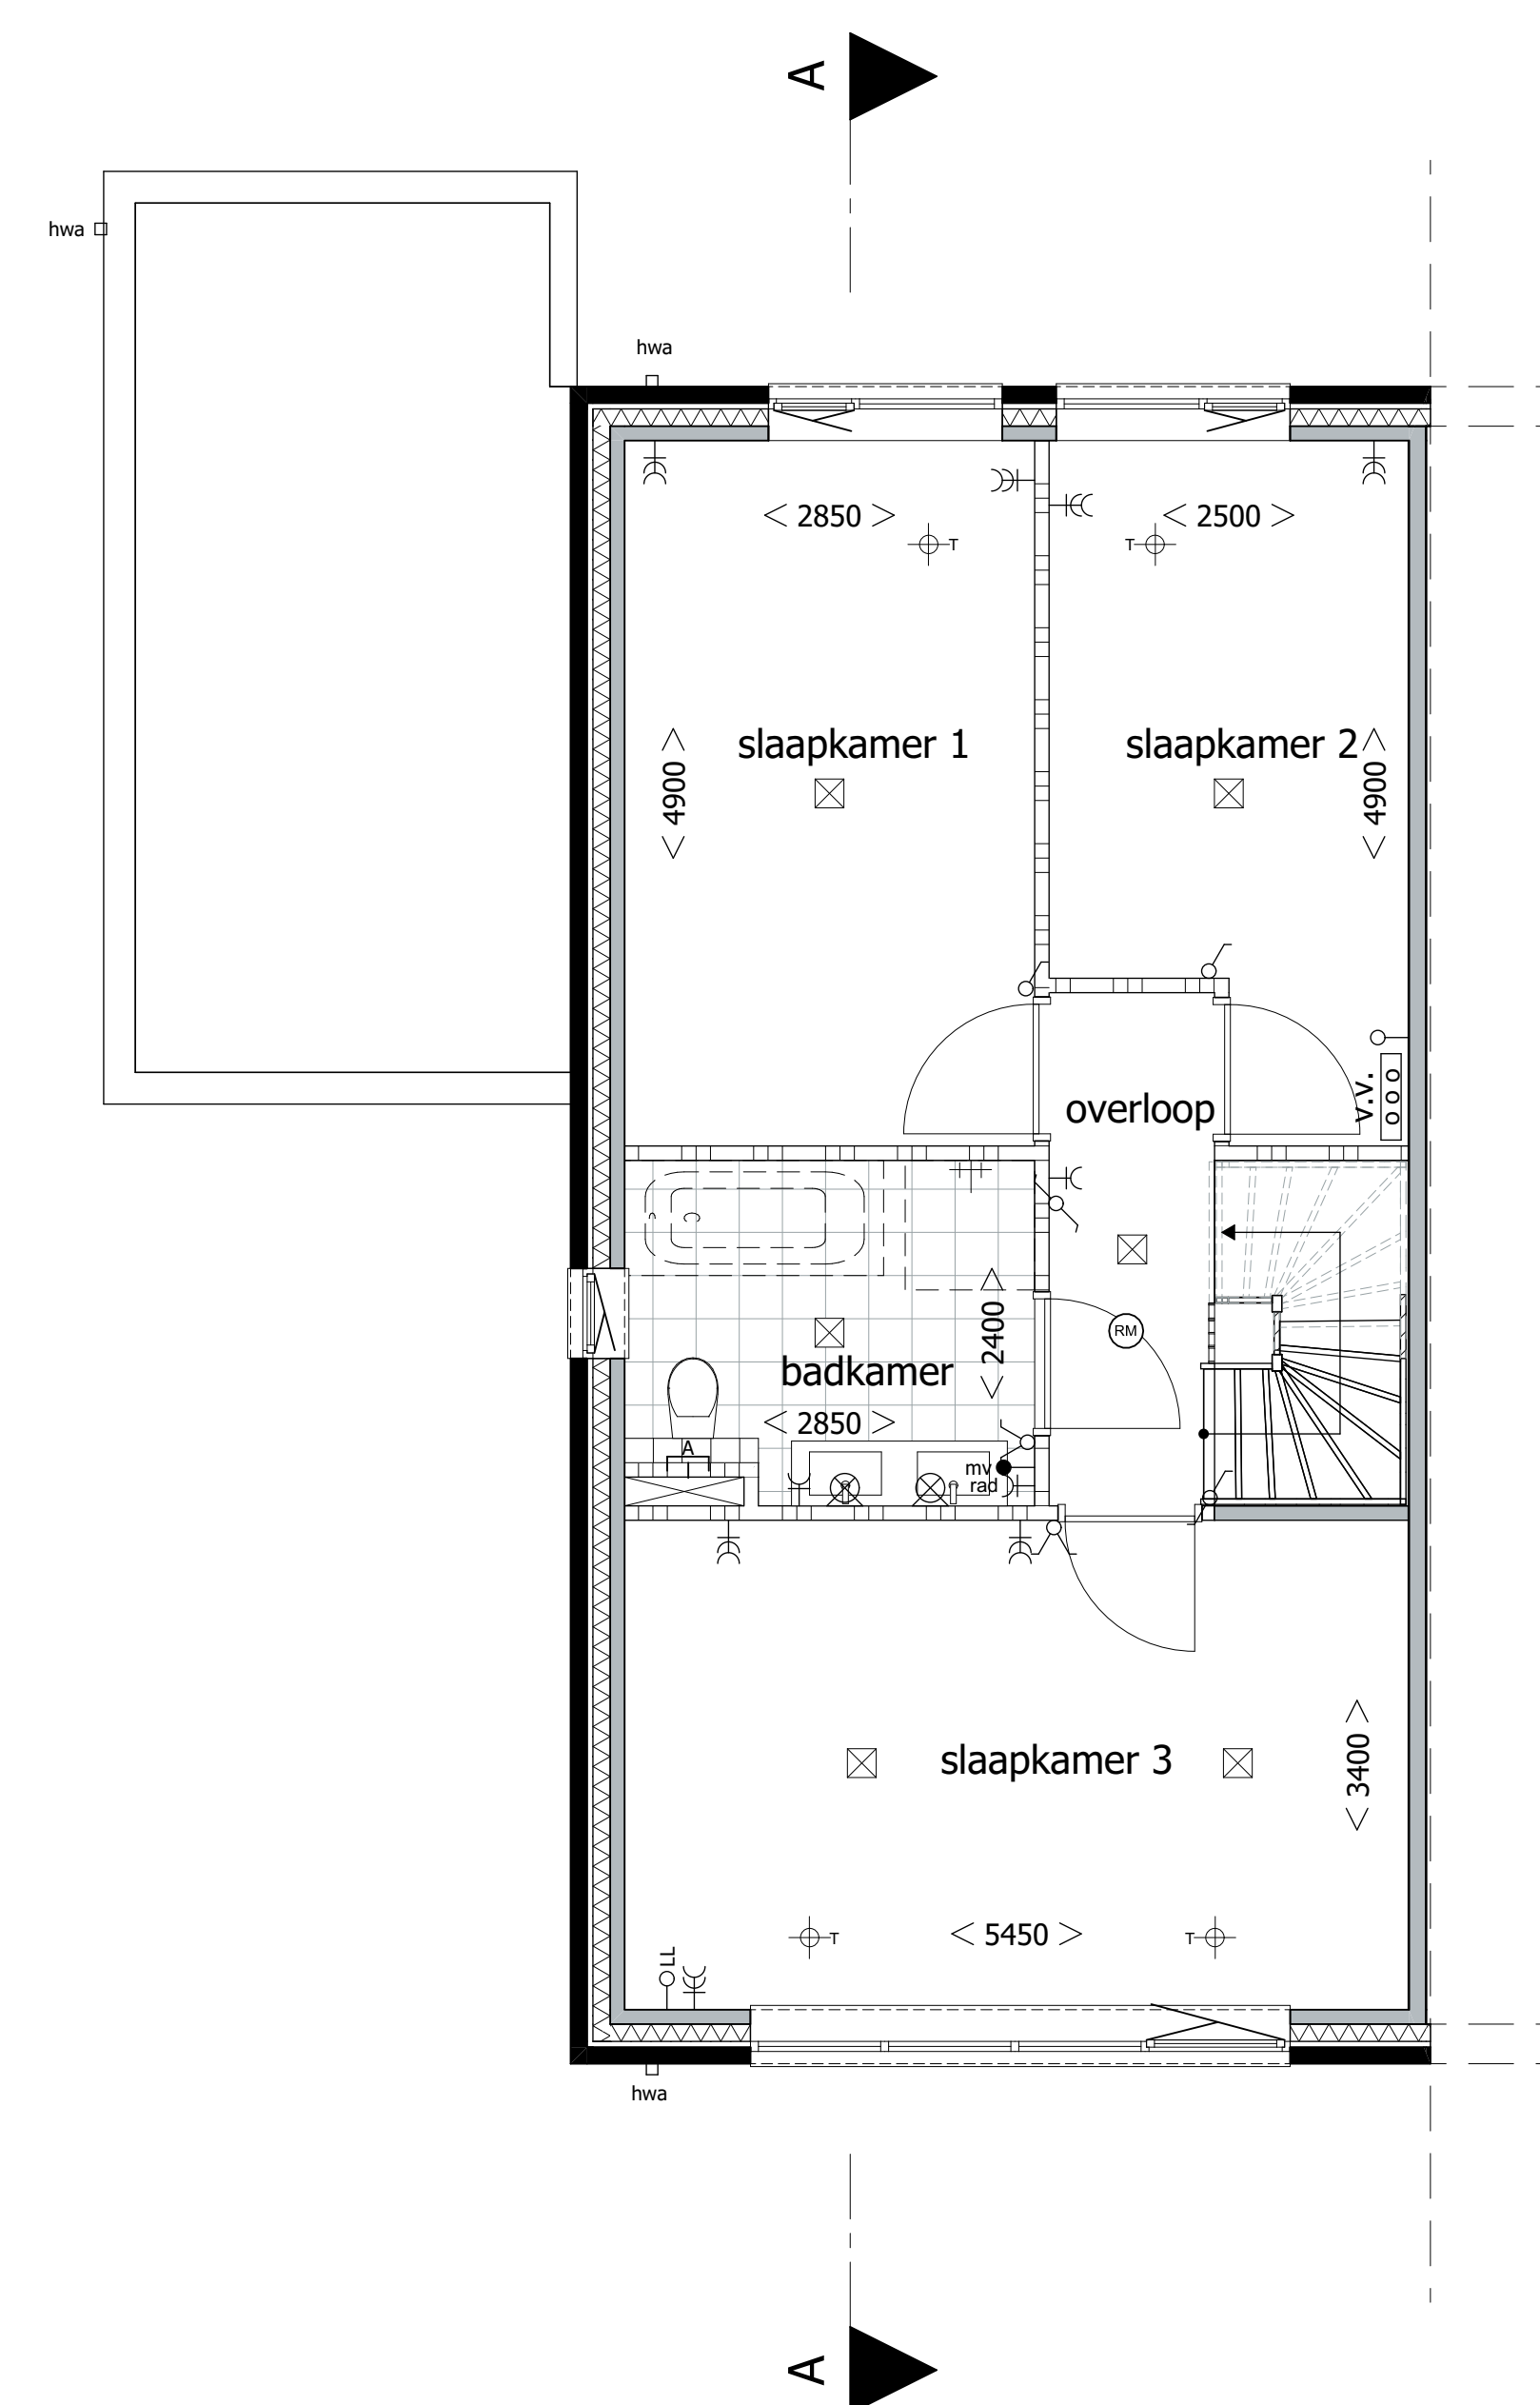 A
hwa
hwa
< 2850 >
< 2500 >
T
T
slaapkamer 1
slaapkamer 2
< 4900 >
< 4900 >
v.v.
overloop
RM
< 2400 >
badkamer
< 2850 >
A
mv
rad
slaapkamer 3
< 3400 >
< 5450 >
T
T
LL
hwa
A